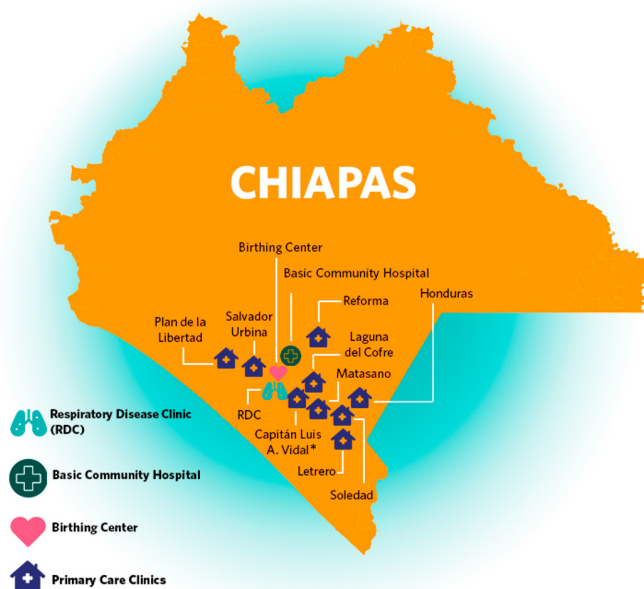 CHIAPAS
Birthing Center
Basic Community Hospital
Reforma
Honduras
Salvador
Urbina
Plan de la
Libertad
Laguna
del Cofre
Matasano
RDC
Capitán Luis
A. Vidal*
Letrero
Soledad
Respiratory Disease Clinic
(RDC)
Basic Community Hospital
Birthing Center
Primary Care Clinics